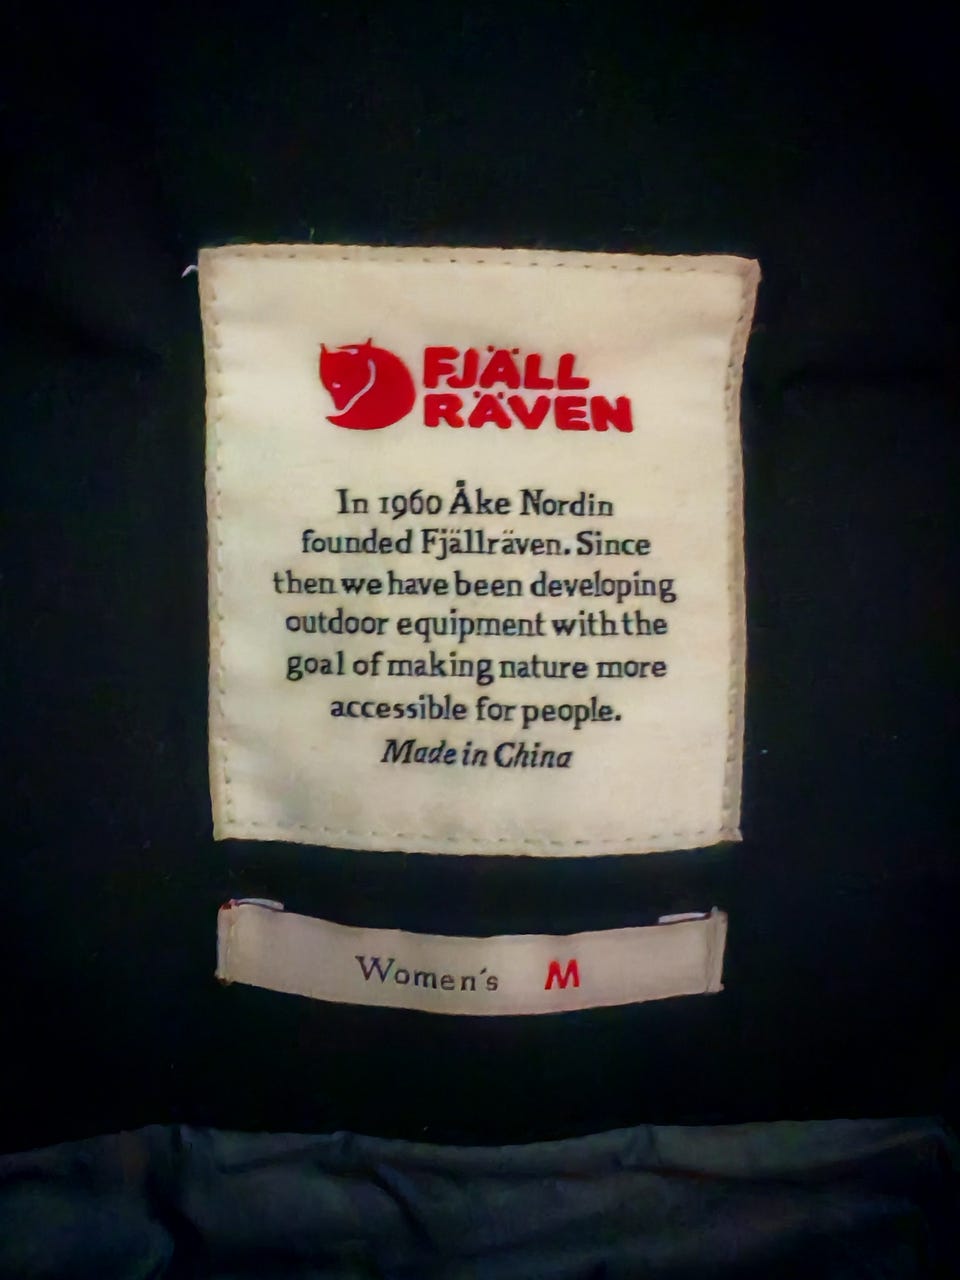 FJÄLL
RÄVEN
In 1960 Åke Nordin
founded Fjällräven. Since
then we have been developing
outdoor equipment with the
goal of making nature more
accessible for people.
Made in China
Women's M